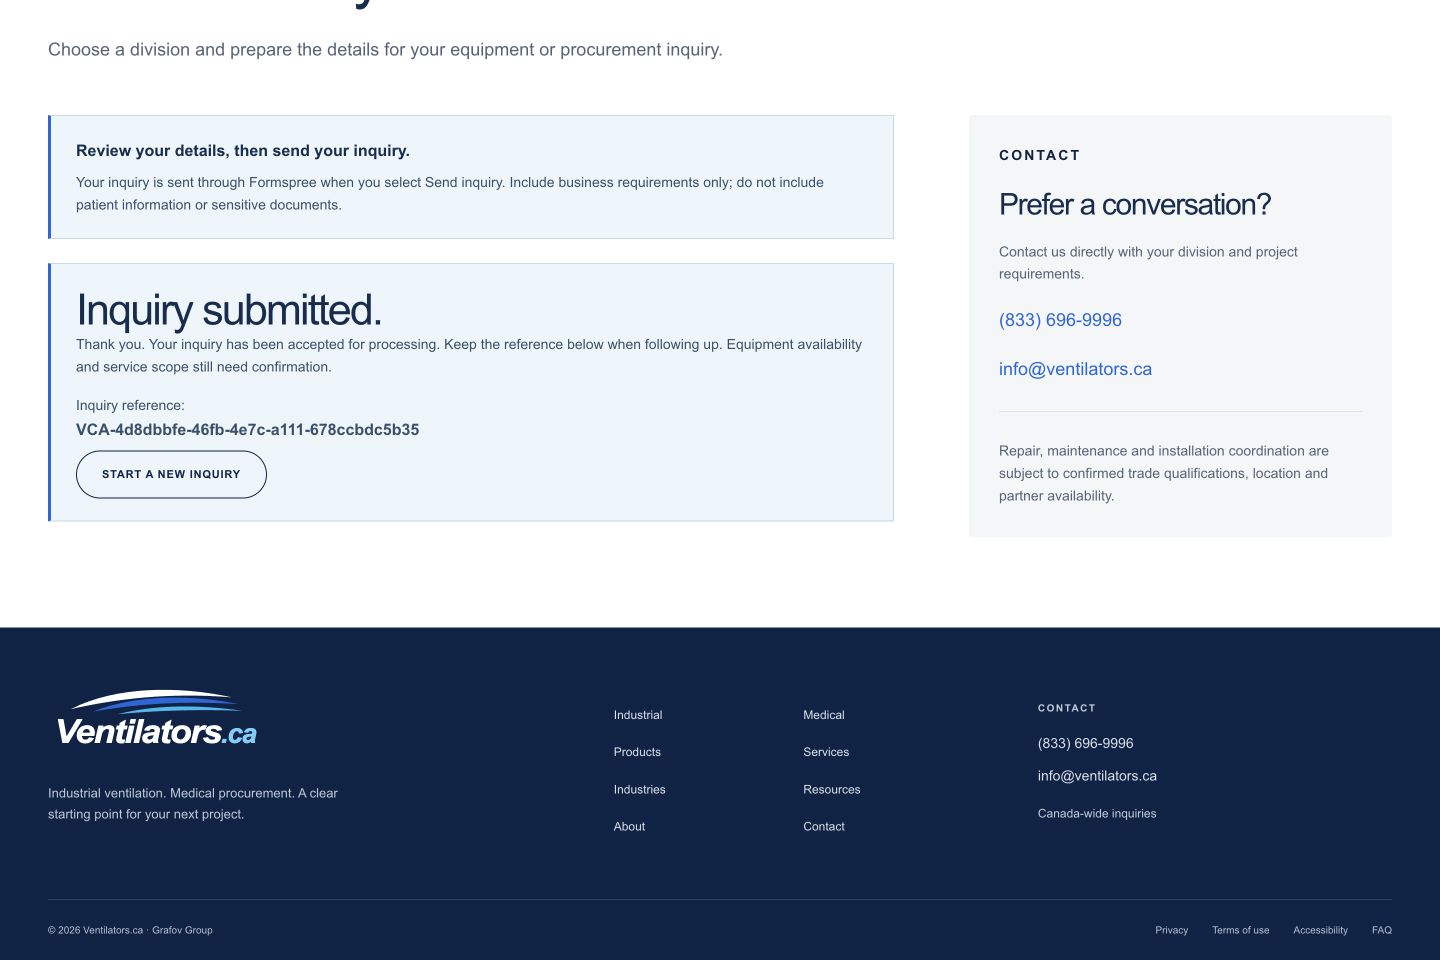 Choose a division and prepare the details for your equipment or procurement inquiry.
Review your details, then send your inquiry.
Your inquiry is sent through Formspree when you select Send inquiry. Include business requirements only; do not include
patient information or sensitive documents.
Inquiry submitted.
Thank you. Your inquiry has been accepted for processing. Keep the reference below when following up. Equipment availability
and service scope still need confirmation.
Inquiry reference:
VCA-4d8dbbfe-46fb-4e7c-a111-678ccbdc5b35
START A NEW INQUIRY
CONTACT
Prefer a conversation?
Contact us directly with your division and project
requirements.
(833) 696-9996
info@ventilators.ca
Repair, maintenance and installation coordination are
subject to confirmed trade qualifications, location and
partner availability.
Ventilators.ca
Industrial ventilation. Medical procurement. A clear
starting point for your next project.
Industrial
Products
Industries
About
Medical
Services
Resources
Contact
CONTACT
(833) 696-9996
info@ventilators.ca
Canada-wide inquiries
© 2026 Ventilators.ca · Grafov Group
Privacy
Terms of use
Accessibility
FAQ